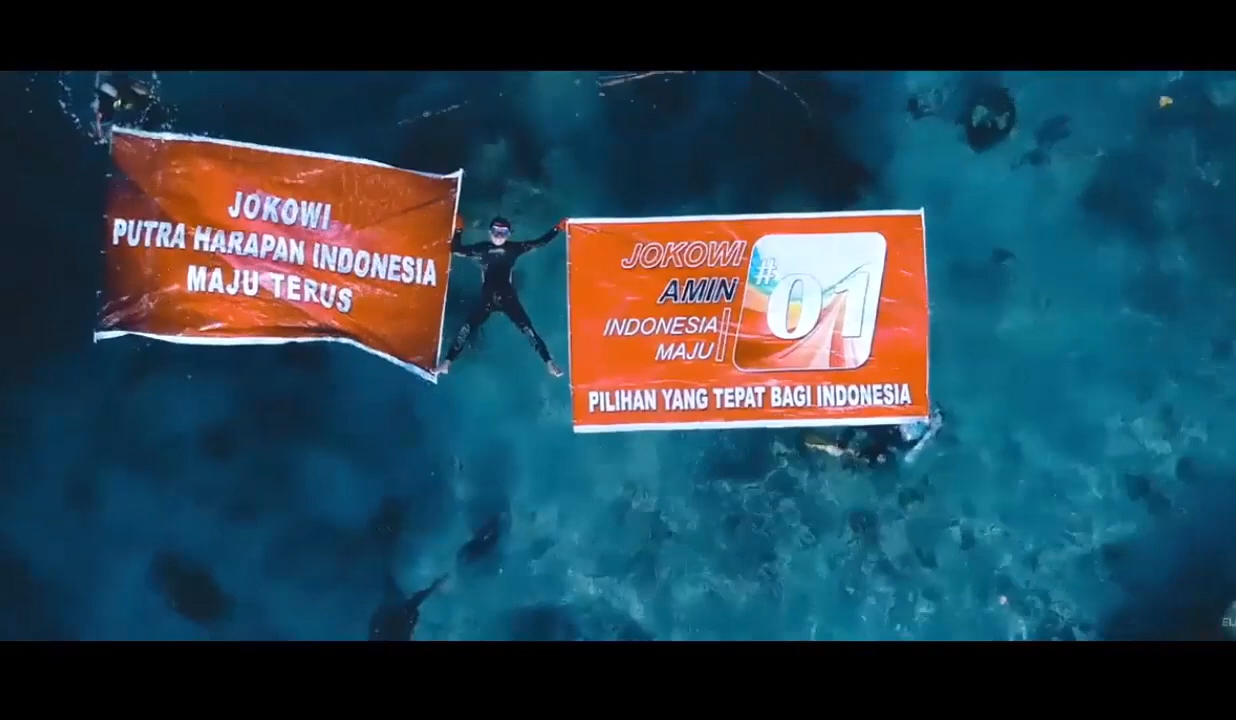 JOKOWI
PUTRA HARAPAN INDONESIA
MAJU TERUS
JOKOWI
AMIN
INDONESIA
MAJU
#01
PILIHAN YANG TEPAT BAGI INDONESIA